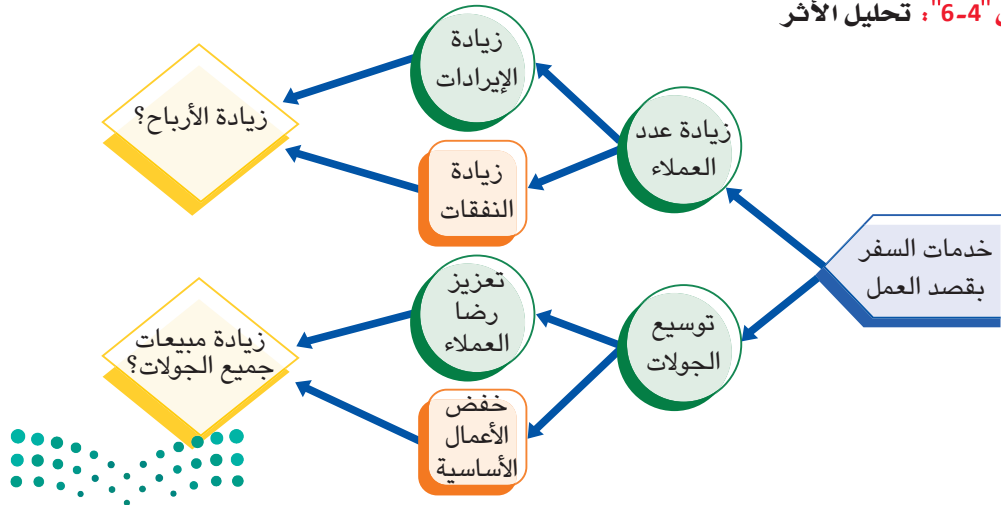 "4-6": تحليل الأثر
خدمات السفر
بقصد العمل
زيادة عدد
العملاء
زيادة
الإيرادات
زيادة
النفقات
زيادة الأرباح؟
توسيع
الجولات
تعزيز
رضا
العملاء
خفض
الأعمال
الأساسية
زيادة مبيعات
جميع الجولات؟